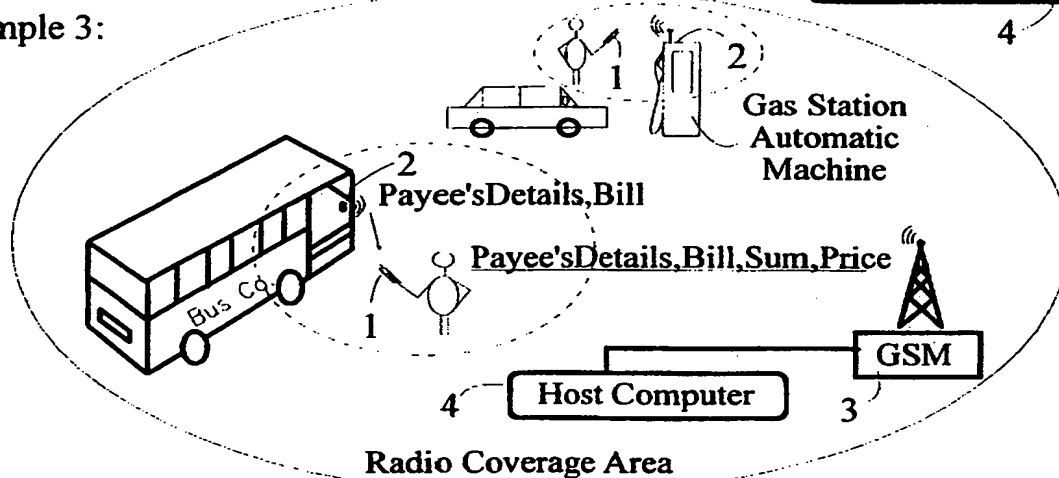 mple 3:
4
1
2
Gas Station
Automatic
Machine
2
Payee'sDetails,Bill
Payee'sDetails,Bill,Sum,Price
Bus Co.
1
GSM
3
4
Host Computer
Radio Coverage Area